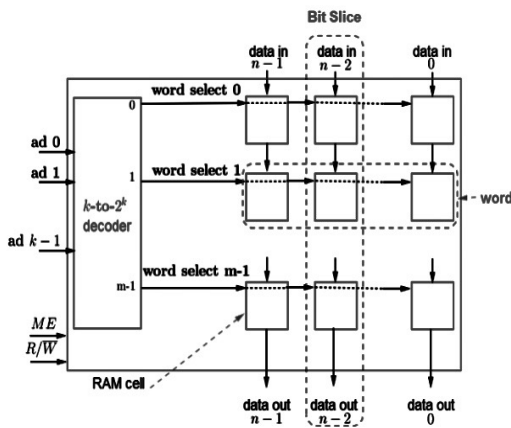 Bit Slice
data in data in data in
n − 1 n − 2 0
0 word select 0
ad 0
ad 1 1 word select 1
k-to-2^k
decoder
word
ad k − 1
word select m-1
m-1
ME
R/W̅
RAM cell
data out data out data out
n − 1 n − 2 0